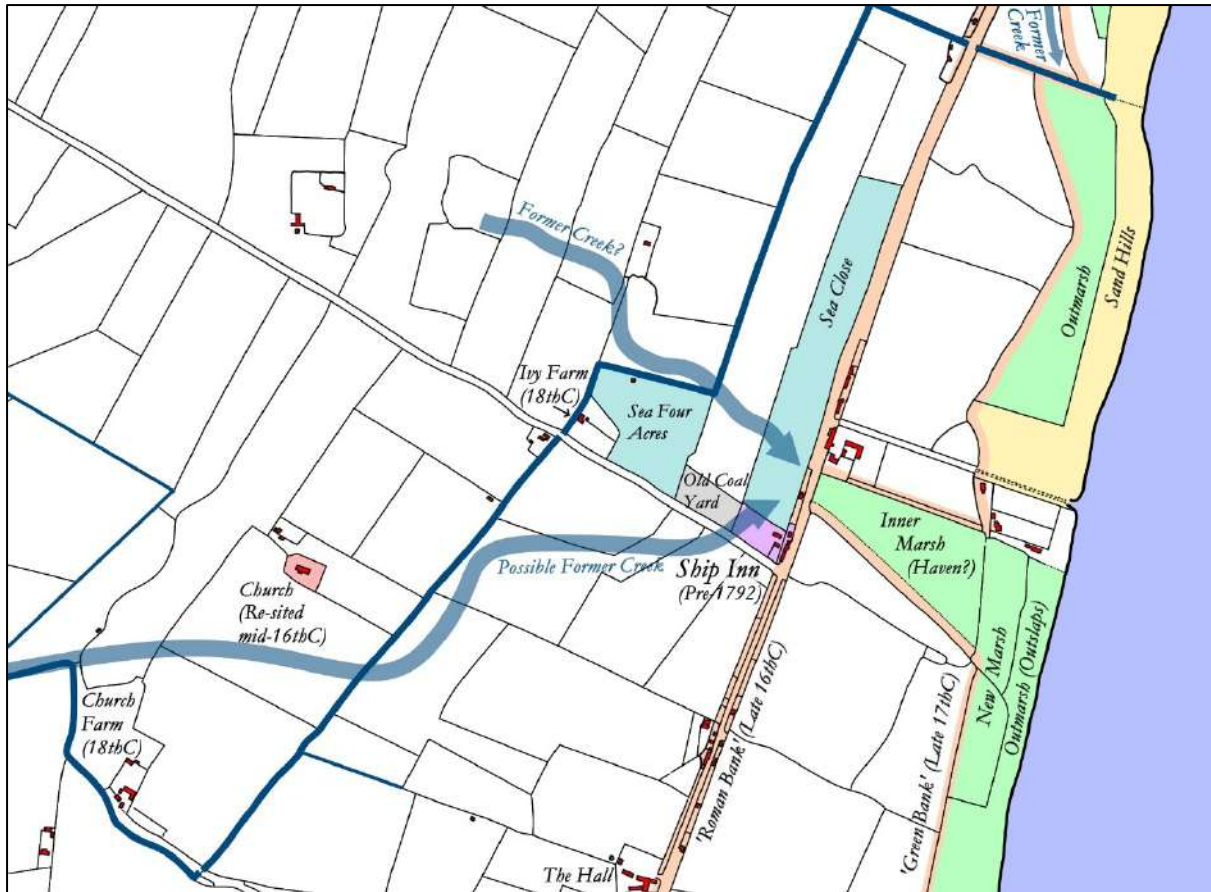 Former
Creek
Former Creek?
Sea Close
Outmarsh
Sand Hills
Ivy Farm
(18thC)
Sea Four
Acres
Old Coal
Yard
Inner
Marsh
(Haven?)
Possible Former Creek
Ship Inn
(Pre-1792)
Church
(Re-sited
mid-16thC)
New Marsh
Outmarsh (Outslaps)
Church
Farm
(18thC)
'Roman Bank' (Late 16thC)
'Green Bank' (Late 17thC)
The Hall